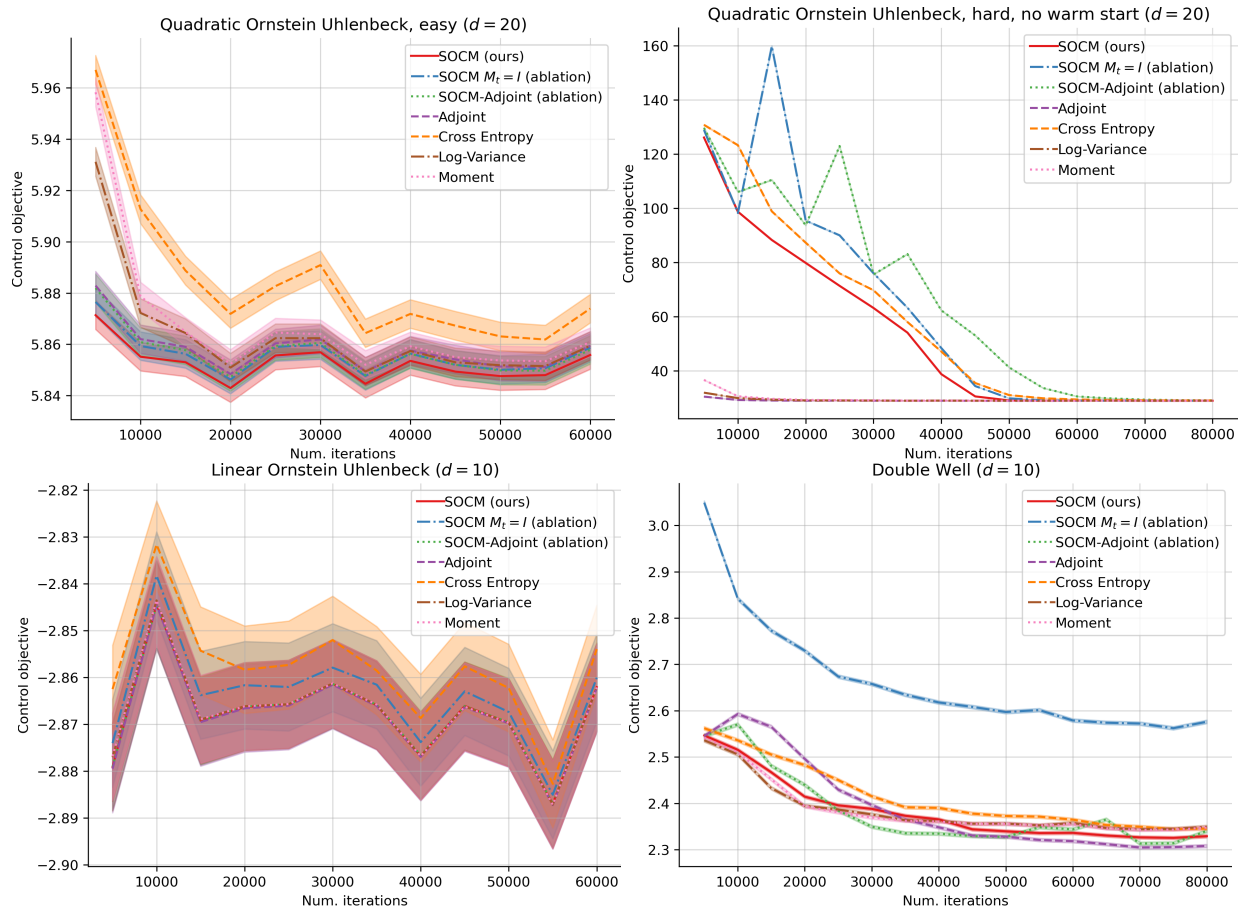 Quadratic Ornstein Uhlenbeck, easy (d = 20)
Control objective
5.96
5.94
5.92
5.90
5.88
5.86
5.84
SOCM (ours)
SOCM M_t = I (ablation)
SOCM-Adjoint (ablation)
Adjoint
Cross Entropy
Log-Variance
Moment
10000 20000 30000 40000 50000 60000
Num. iterations
Quadratic Ornstein Uhlenbeck, hard, no warm start (d = 20)
Control objective
160
140
120
100
80
60
40
SOCM (ours)
SOCM M_t = I (ablation)
SOCM-Adjoint (ablation)
Adjoint
Cross Entropy
Log-Variance
Moment
10000 20000 30000 40000 50000 60000 70000 80000
Num. iterations
Linear Ornstein Uhlenbeck (d = 10)
Control objective
−2.82
−2.83
−2.84
−2.85
−2.86
−2.87
−2.88
−2.89
−2.90
SOCM (ours)
SOCM M_t = I (ablation)
SOCM-Adjoint (ablation)
Adjoint
Cross Entropy
Log-Variance
Moment
10000 20000 30000 40000 50000 60000
Num. iterations
Double Well (d = 10)
Control objective
3.0
2.9
2.8
2.7
2.6
2.5
2.4
2.3
SOCM (ours)
SOCM M_t = I (ablation)
SOCM-Adjoint (ablation)
Adjoint
Cross Entropy
Log-Variance
Moment
10000 20000 30000 40000 50000 60000 70000 80000
Num. iterations